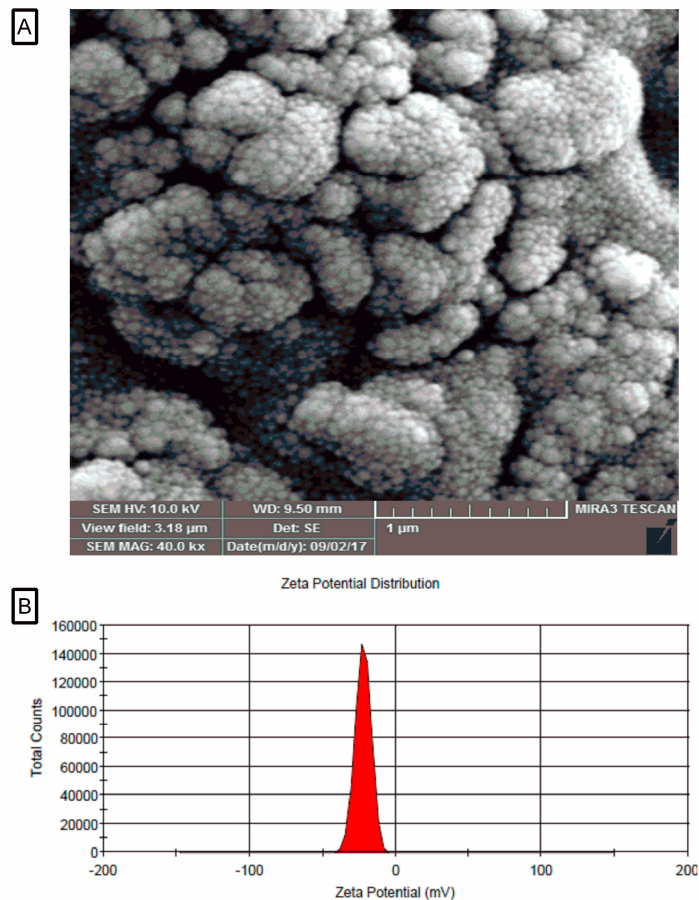 A
SEM HV: 10.0 kV WD: 9.50 mm MIRA3 TESCAN
View field: 3.18 µm Det: SE 1 µm
SEM MAG: 40.0 kx Date(m/d/y): 09/02/17
Zeta Potential Distribution
B
160000
140000
120000
100000
80000
60000
40000
20000
0
Total Counts
-200 -100 0 100 200
Zeta Potential (mV)